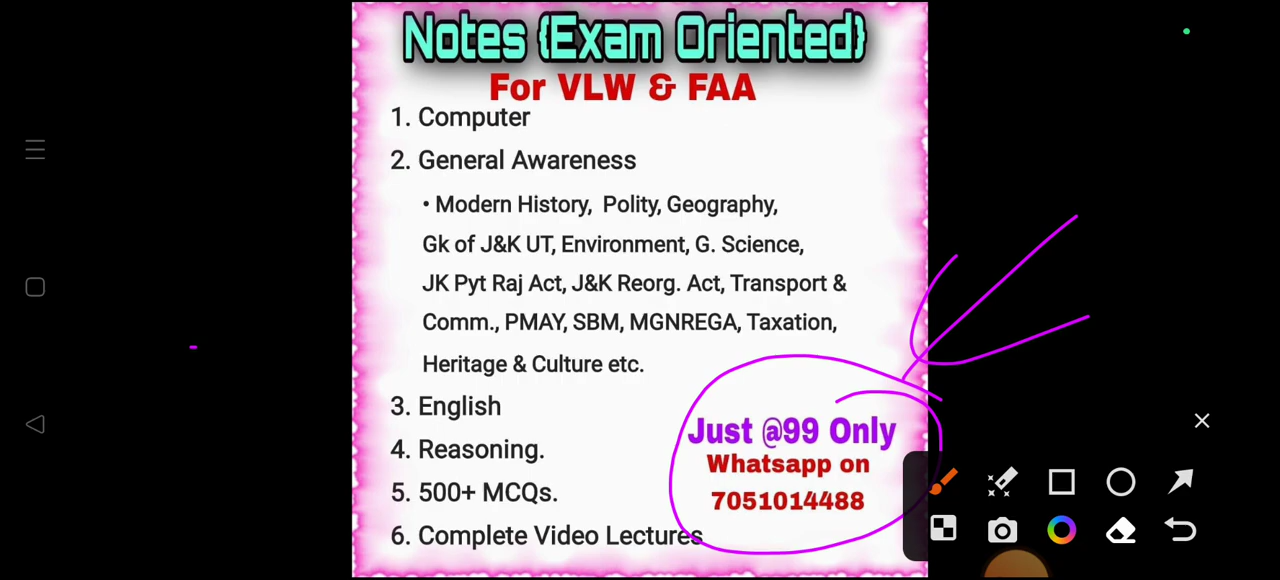 Notes {Exam Oriented}
For VLW & FAA
1. Computer
2. General Awareness
• Modern History, Polity, Geography,
Gk of J&K UT, Environment, G. Science,
JK Pyt Raj Act, J&K Reorg. Act, Transport &
Comm., PMAY, SBM, MGNREGA, Taxation,
Heritage & Culture etc.
3. English
4. Reasoning.
5. 500+ MCQs.
6. Complete Video Lectures
Just @99 Only
Whatsapp on
7051014488